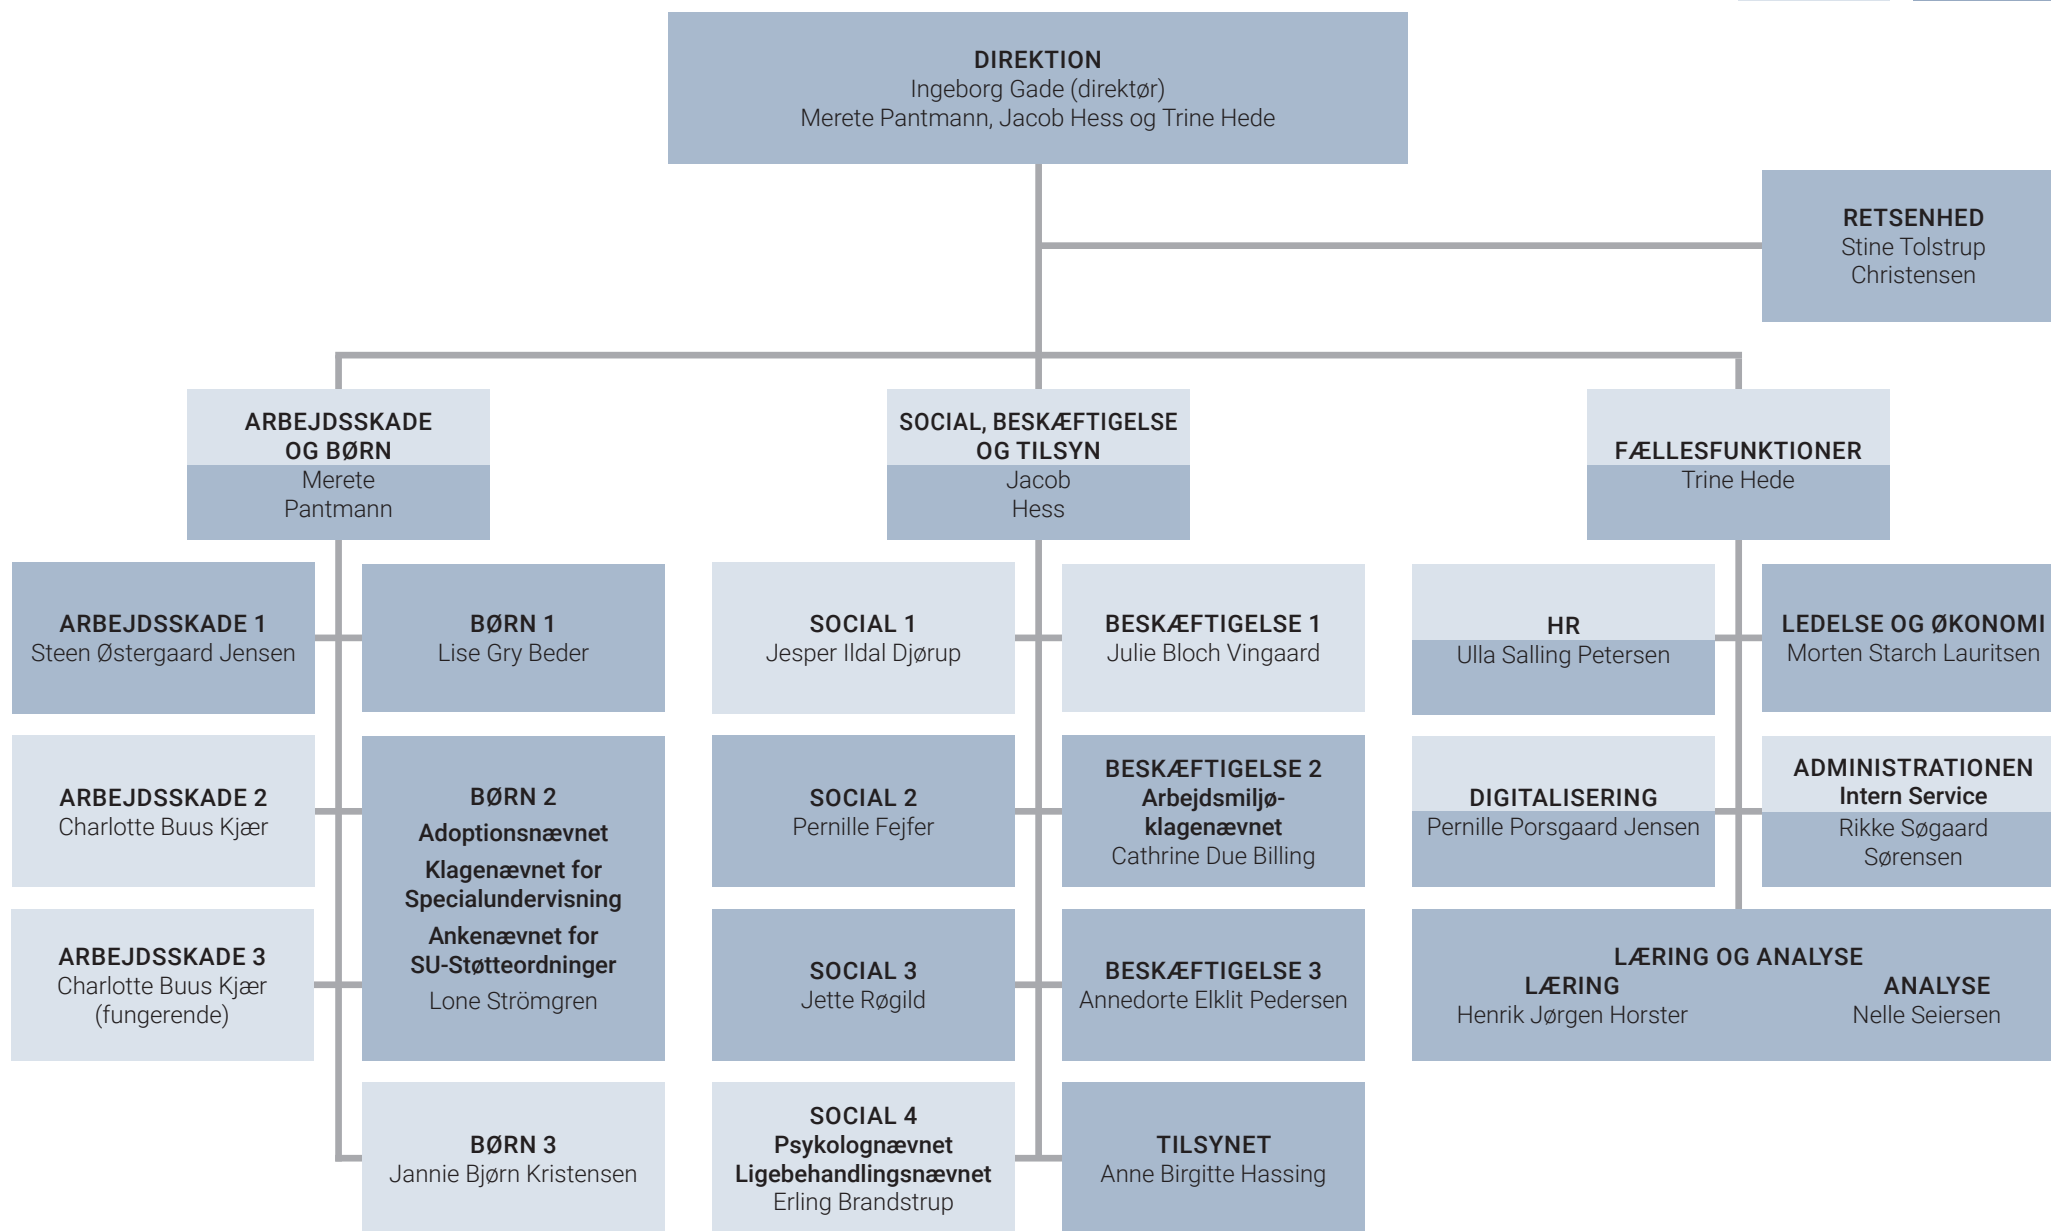 DIREKTION
Ingeborg Gade (direktør)
Merete Pantmann, Jacob Hess og Trine Hede
RETSENHED
Stine Tolstrup
Christensen
ARBEJDSSKADE
OG BØRN
Merete
Pantmann
SOCIAL, BESKÆFTIGELSE
OG TILSYN
Jacob
Hess
FÆLLESFUNKTIONER
Trine Hede
ARBEJDSSKADE 1
Steen Østergaard Jensen
BØRN 1
Lise Gry Beder
SOCIAL 1
Jesper Ildal Djørup
BESKÆFTIGELSE 1
Julie Bloch Vingaard
HR
Ulla Salling Petersen
LEDELSE OG ØKONOMI
Morten Starch Lauritsen
ARBEJDSSKADE 2
Charlotte Buus Kjær
BØRN 2
Adoptionsnævnet
Klagenævnet for
Specialundervisning
Ankenævnet for
SU-Støtteordninger
Lone Strömgren
SOCIAL 2
Pernille Fejfer
BESKÆFTIGELSE 2
Arbejdsmiljø-
klagenævnet
Cathrine Due Billing
DIGITALISERING
Pernille Porsgaard Jensen
ADMINISTRATIONEN
Intern Service
Rikke Søgaard
Sørensen
ARBEJDSSKADE 3
Charlotte Buus Kjær
(fungerende)
SOCIAL 3
Jette Røgild
BESKÆFTIGELSE 3
Annedorte Elklit Pedersen
LÆRING OG ANALYSE
LÆRING
Henrik Jørgen Horster
ANALYSE
Nelle Seiersen
BØRN 3
Jannie Bjørn Kristensen
SOCIAL 4
Psykolognævnet
Ligebehandlingsnævnet
Erling Brandstrup
TILSYNET
Anne Birgitte Hassing